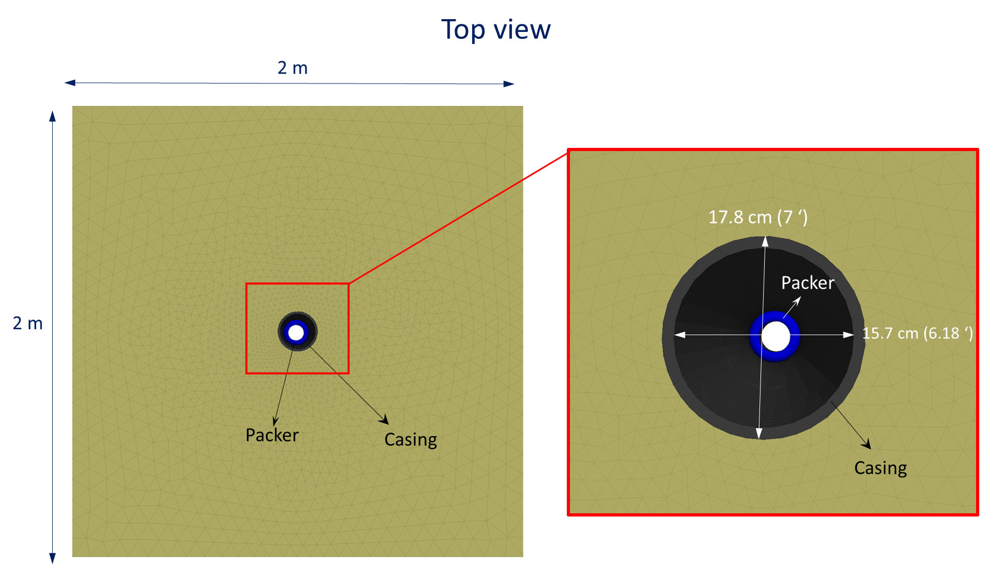 Top view
2 m
2 m
Packer
Casing
17.8 cm (7 ‘)
Packer
15.7 cm (6.18 ‘)
Casing